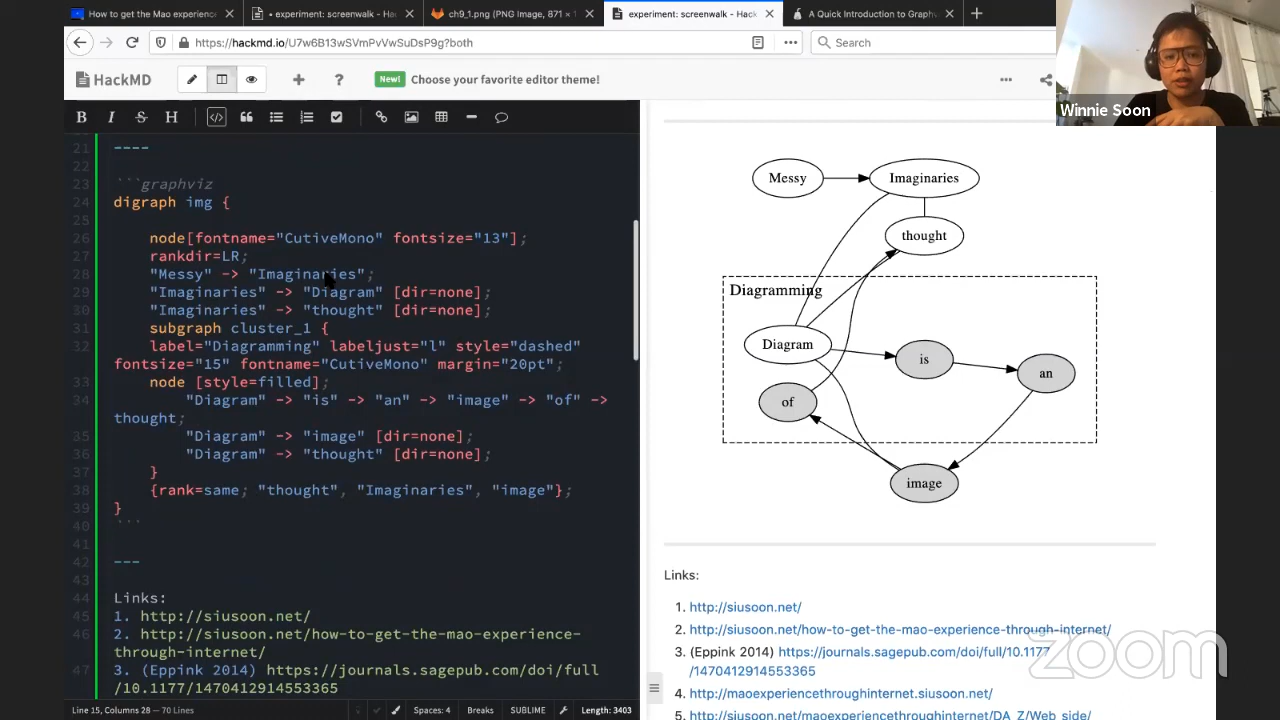 How to get the Mao experience
• experiment: screenwalk - Hac
ch9_1.png (PNG Image, 871 × 1
experiment: screenwalk - Hack
A Quick Introduction to Graphv
https://hackmd.io/U7w6B13wSVmPvVwSuDsP9g?both
Search
HackMD
New! Choose your favorite editor theme!
Winnie Soon
B I S H
21 ----
22
23 ```graphviz
24 digraph img {
25
26 node[fontname="CutiveMono" fontsize="13"];
27 rankdir=LR;
28 "Messy" -> "Imaginaries";
29 "Imaginaries" -> "Diagram" [dir=none];
30 "Imaginaries" -> "thought" [dir=none];
31 subgraph cluster_1 {
32 label="Diagramming" labeljust="l" style="dashed"
fontsize="15" fontname="CutiveMono" margin="20pt";
33 node [style=filled];
34 "Diagram" -> "is" -> "an" -> "image" -> "of" ->
thought;
35 "Diagram" -> "image" [dir=none];
36 "Diagram" -> "thought" [dir=none];
37 }
38 {rank=same; "thought", "Imaginaries", "image"};
39 }
40 ```
41
42 ---
43
44 Links:
45 1. http://siusoon.net/
46 2. http://siusoon.net/how-to-get-the-mao-experience-
through-internet/
47 3. (Eppink 2014) https://journals.sagepub.com/doi/full
/10.1177/1470412914553365
Line 15, Columns 28 — 70 Lines
Spaces: 4
Breaks
SUBLIME
Length: 3403
Messy
Imaginaries
thought
Diagramming
Diagram
is
an
of
image
Links:
1. http://siusoon.net/
2. http://siusoon.net/how-to-get-the-mao-experience-through-internet/
3. (Eppink 2014) https://journals.sagepub.com/doi/full/10.1177
/1470412914553365
4. http://maoexperiencethroughinternet.siusoon.net/
5. http://siusoon.net/maoexperiencethroughinternet/DA_Z/Web_side/
zoom